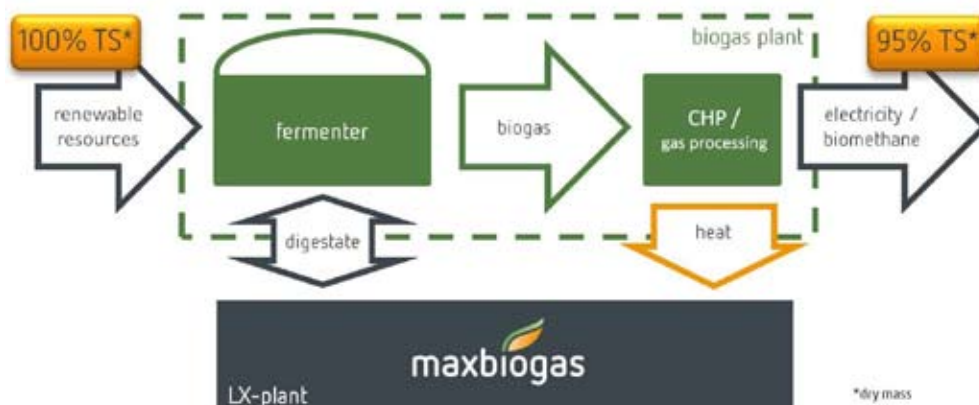 100% TS*
biogas plant
95% TS*
renewable
resources
fermenter
biogas
CHP /
gas processing
electricity /
biomethane
digestate
heat
maxbiogas
LX-plant
*dry mass